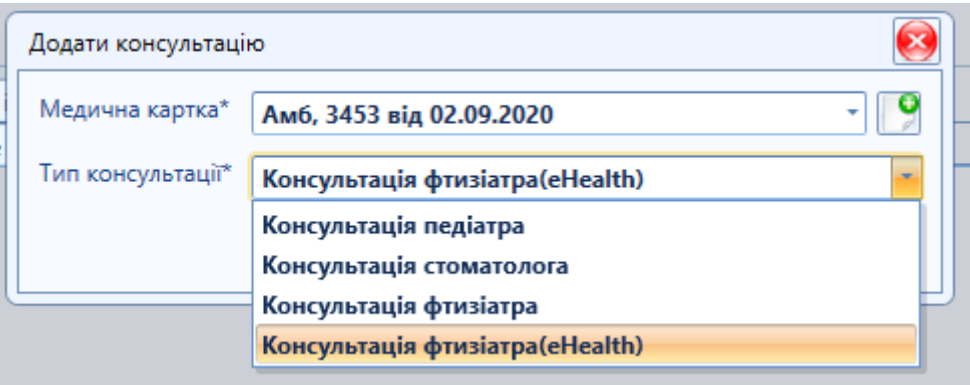 Додати консультацію
Медична картка*
Амб, 3453 від 02.09.2020
Тип консультації*
Консультація фтизіатра(eHealth)
Консультація педіатра
Консультація стоматолога
Консультація фтизіатра
Консультація фтизіатра(eHealth)